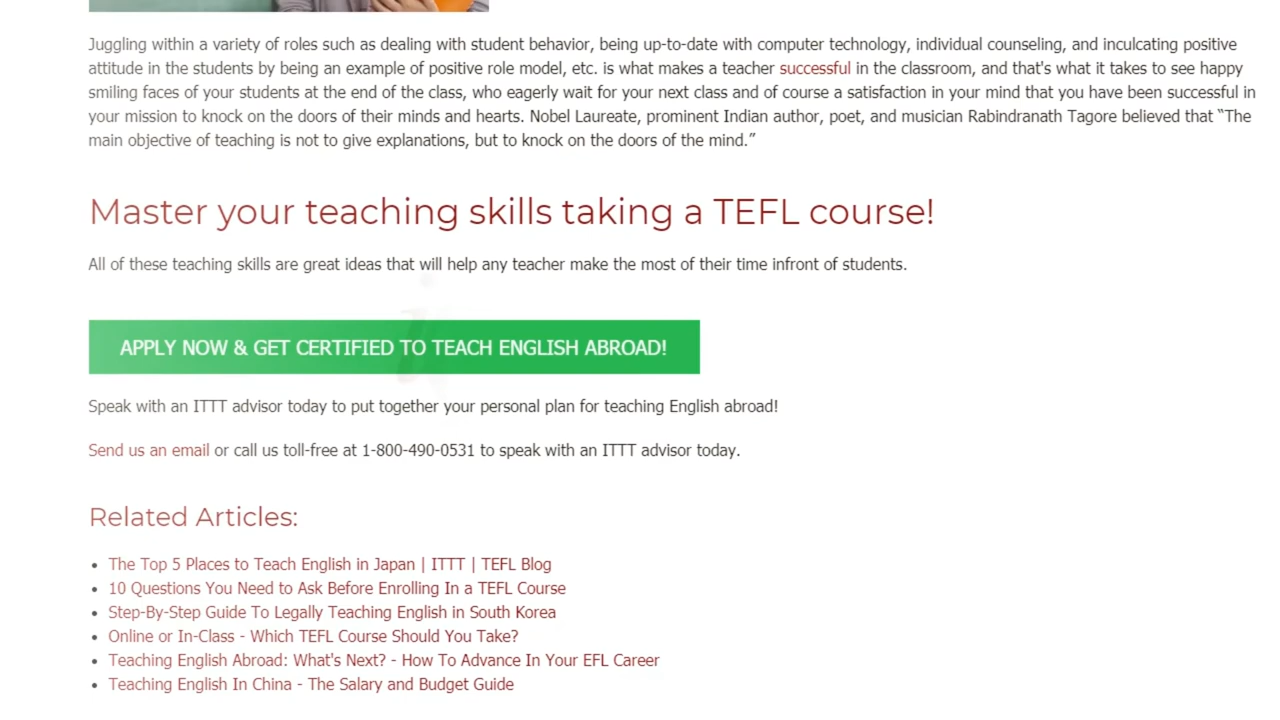 Juggling within a variety of roles such as dealing with student behavior, being up-to-date with computer technology, individual counseling, and inculcating positive
attitude in the students by being an example of positive role model, etc. is what makes a teacher successful in the classroom, and that's what it takes to see happy
smiling faces of your students at the end of the class, who eagerly wait for your next class and of course a satisfaction in your mind that you have been successful in
your mission to knock on the doors of their minds and hearts. Nobel Laureate, prominent Indian author, poet, and musician Rabindranath Tagore believed that “The
main objective of teaching is not to give explanations, but to knock on the doors of the mind.”
Master your teaching skills taking a TEFL course!
All of these teaching skills are great ideas that will help any teacher make the most of their time infront of students.
APPLY NOW & GET CERTIFIED TO TEACH ENGLISH ABROAD!
Speak with an ITTT advisor today to put together your personal plan for teaching English abroad!
Send us an email or call us toll-free at 1-800-490-0531 to speak with an ITTT advisor today.
Related Articles:
• The Top 5 Places to Teach English in Japan | ITTT | TEFL Blog
• 10 Questions You Need to Ask Before Enrolling In a TEFL Course
• Step-By-Step Guide To Legally Teaching English in South Korea
• Online or In-Class - Which TEFL Course Should You Take?
• Teaching English Abroad: What's Next? - How To Advance In Your EFL Career
• Teaching English In China - The Salary and Budget Guide